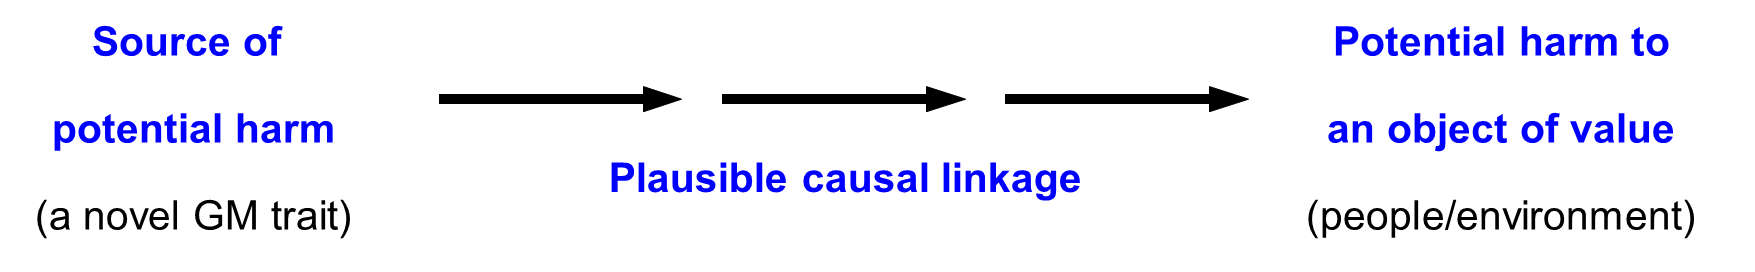 Source of
potential harm
(a novel GM trait)
Plausible causal linkage
Potential harm to
an object of value
(people/environment)